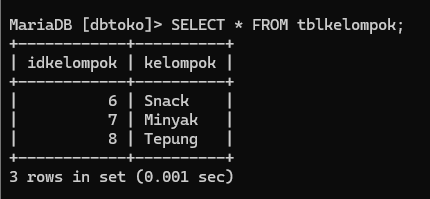 MariaDB [dbtoko]> SELECT * FROM tblkelompok;
+------------+----------+
| idkelompok | kelompok |
+------------+----------+
|          6 | Snack    |
|          7 | Minyak   |
|          8 | Tepung   |
+------------+----------+
3 rows in set (0.001 sec)